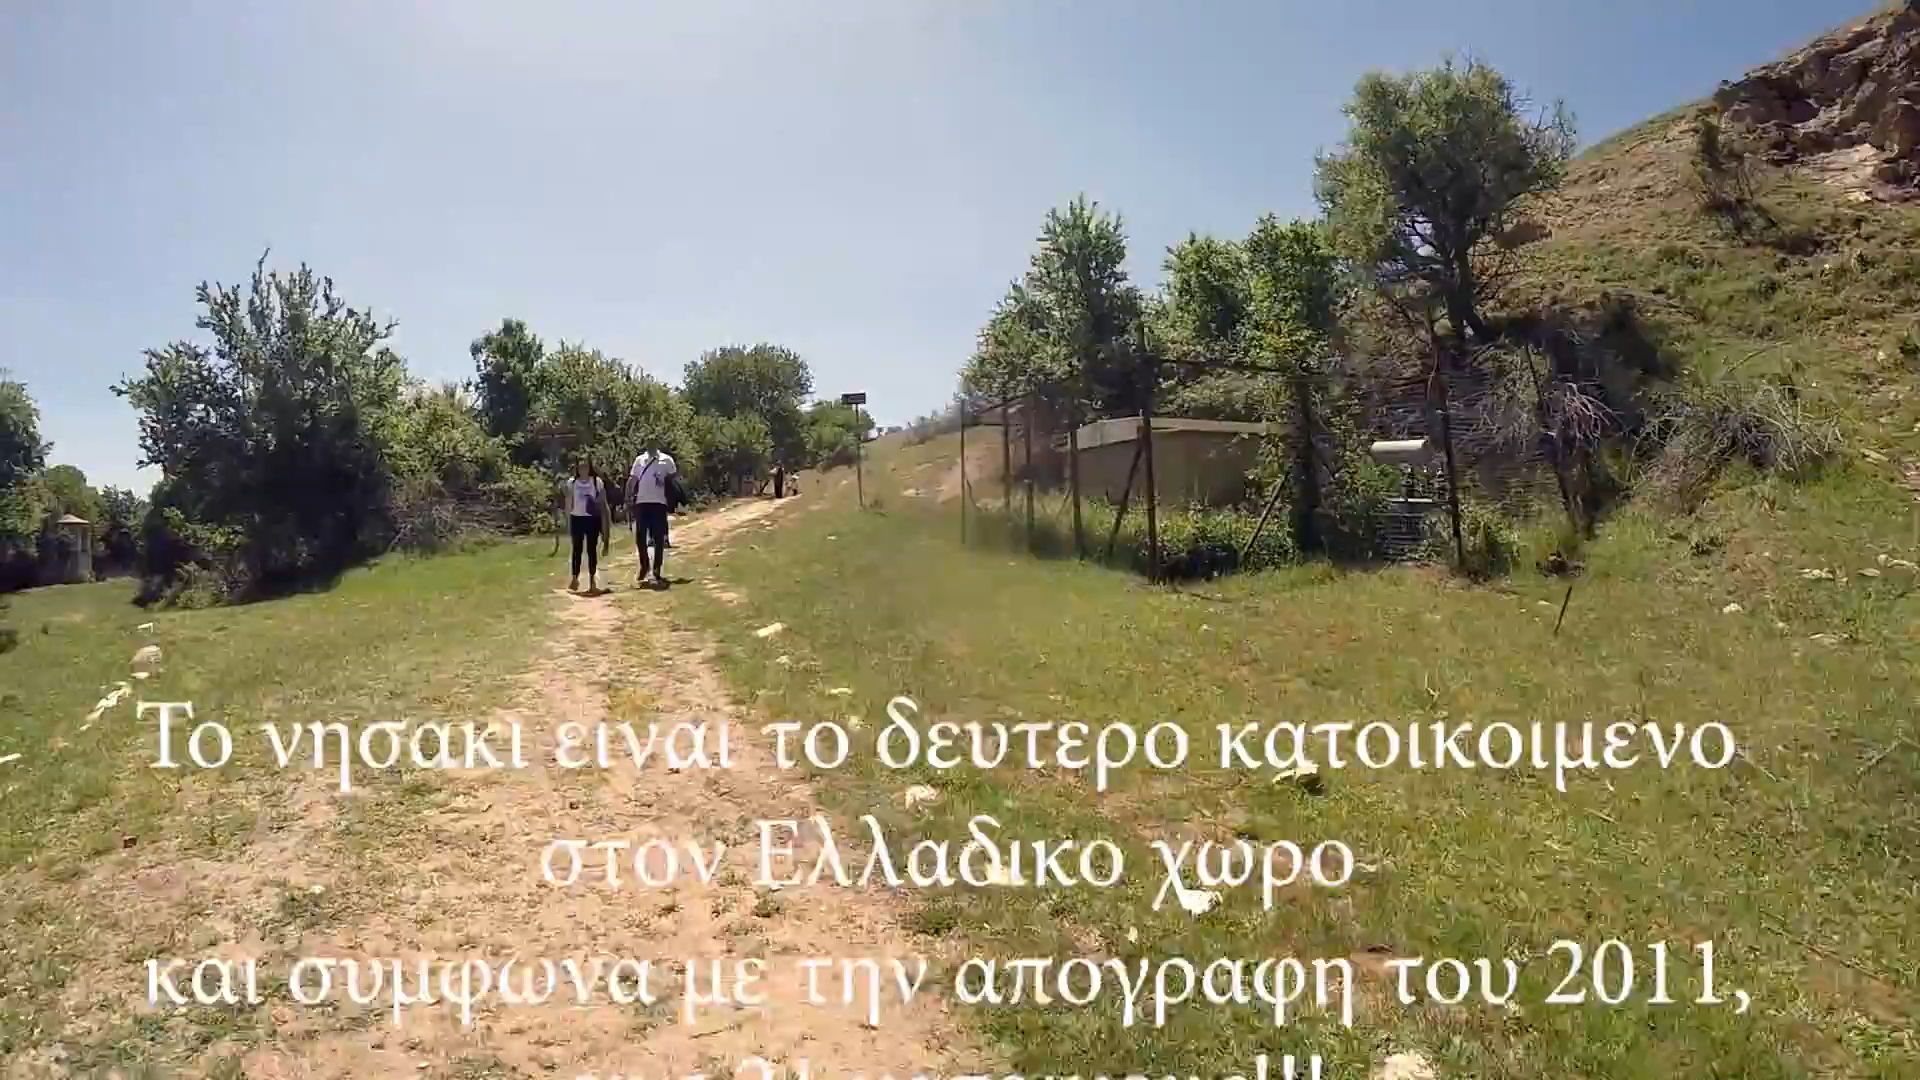 Το νησακι ειναι το δευτερο κατοικοιμενο
στον Ελλαδικο χωρο
και συμφωνα με την απογραφη του 2011,